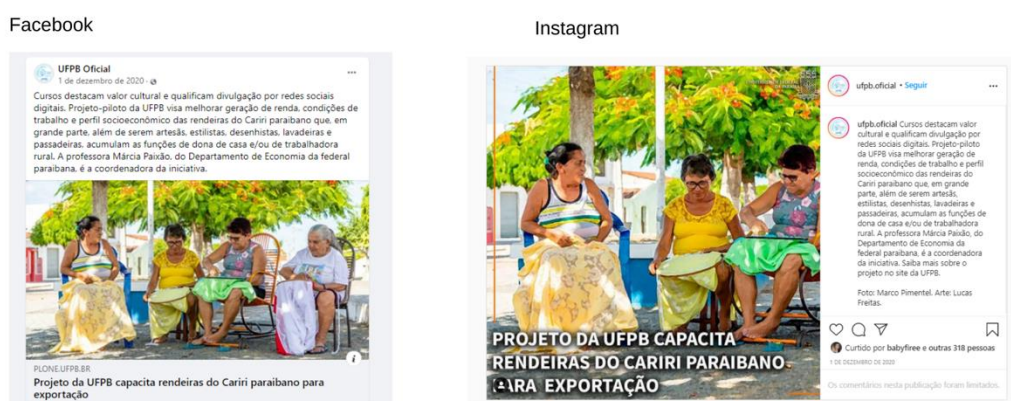 Facebook
Instagram
UFPB Oficial
1 de dezembro de 2020
Cursos destacam valor cultural e qualificam divulgação por redes sociais
digitais. Projeto-piloto da UFPB visa melhorar geração de renda, condições de
trabalho e perfil socioeconômico das rendeiras do Cariri paraibano que, em
grande parte, além de serem artesãs, estilistas, desenhistas, lavadeiras e
passadeiras, acumulam as funções de dona de casa e/ou de trabalhadora
rural. A professora Márcia Paixão, do Departamento de Economia da federal
paraibana, é a coordenadora da iniciativa.
PLONE.UFPB.BR
Projeto da UFPB capacita rendeiras do Cariri paraibano para
exportação
PROJETO DA UFPB CAPACITA
RENDEIRAS DO CARIRI PARAIBANO
PARA EXPORTAÇÃO
ufpb.oficial • Seguir
ufpb.oficial Cursos destacam valor
cultural e qualificam divulgação por
redes sociais digitais. Projeto-piloto
da UFPB visa melhorar geração de
renda, condições de trabalho e perfil
socioeconômico das rendeiras do
Cariri paraibano que, em grande
parte, além de serem artesãs,
estilistas, desenhistas, lavadeiras e
passadeiras, acumulam as funções de
dona de casa e/ou de trabalhadora
rural. A professora Márcia Paixão, do
Departamento de Economia da
federal paraibana, é a coordenadora
da iniciativa. Saiba mais sobre o
projeto no site da UFPB.
Foto: Marco Pimentel. Arte: Lucas
Freitas.
Curtido por babyfiree e outras 318 pessoas
1 DE DEZEMBRO DE 2020
Os comentários nesta publicação foram limitados.